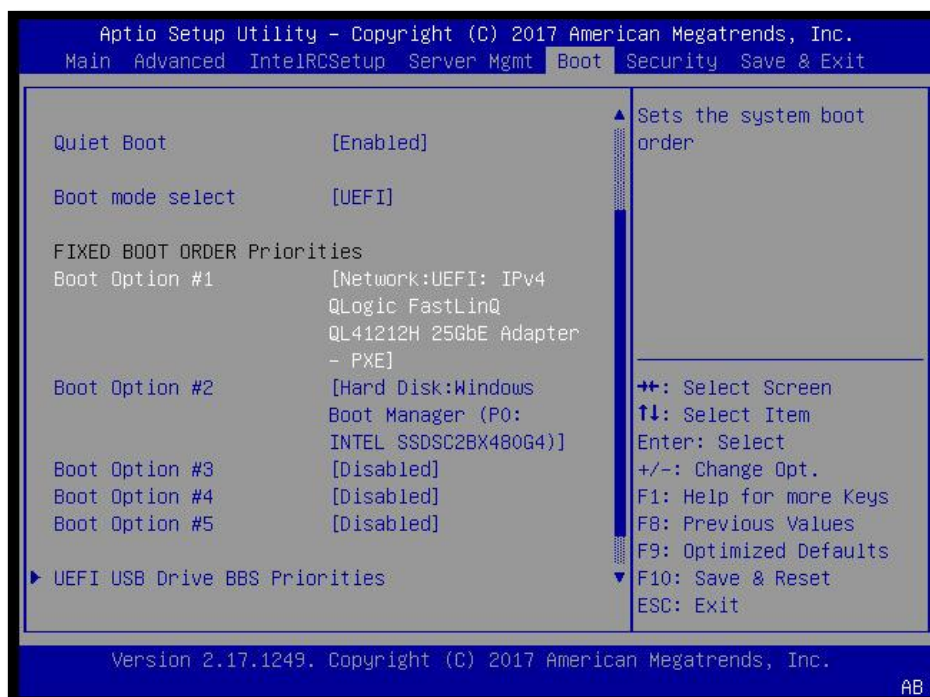 Aptio Setup Utility – Copyright (C) 2017 American Megatrends, Inc.
Main Advanced IntelRCSetup Server Mgmt Boot Security Save & Exit
Quiet Boot [Enabled]
Boot mode select [UEFI]
FIXED BOOT ORDER Priorities
Boot Option #1 [Network:UEFI: IPv4
QLogic FastLinQ
QL41212H 25GbE Adapter
– PXE]
Boot Option #2 [Hard Disk:Windows
Boot Manager (P0:
INTEL SSDSC2BX480G4)]
Boot Option #3 [Disabled]
Boot Option #4 [Disabled]
Boot Option #5 [Disabled]
▶ UEFI USB Drive BBS Priorities
Sets the system boot
order
→←: Select Screen
↑↓: Select Item
Enter: Select
+/-: Change Opt.
F1: Help for more Keys
F8: Previous Values
F9: Optimized Defaults
F10: Save & Reset
ESC: Exit
Version 2.17.1249. Copyright (C) 2017 American Megatrends, Inc.
AB